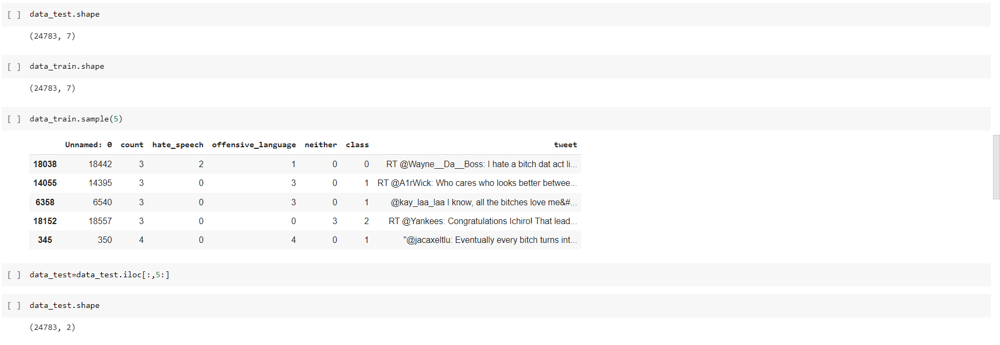 [ ] data_test.shape
(24783, 7)
[ ] data_train.shape
(24783, 7)
[ ] data_train.sample(5)
Unnamed: 0 count hate_speech offensive_language neither class tweet
18038 18442 3 2 1 0 0 RT @Wayne__Da__Boss: I hate a bitch dat act li...
14055 14395 3 0 3 0 1 RT @A1rWick: Who cares who looks better betwee...
6358 6540 3 0 3 0 1 @kay_laa_laa I know, all the bitches love me&#...
18152 18557 3 0 0 3 2 RT @Yankees: Congratulations Ichiro! That lead...
345 350 4 0 4 0 1 "@jacaxeltlu: Eventually every bitch turns int...
[ ] data_test=data_test.iloc[:,5:]
[ ] data_test.shape
(24783, 2)